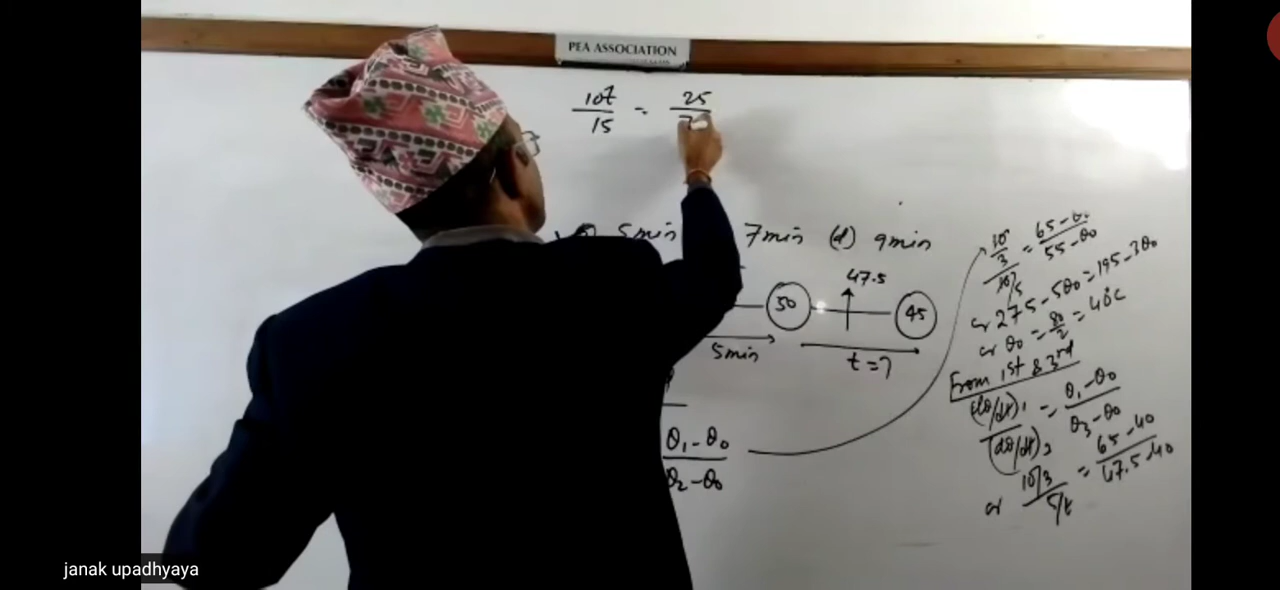 PEA ASSOCIATION
10t/15 = 25/7
5min 7min (d) 9min
50 47.5 45
5min t=?
θ₁-θ₀/θ₂-θ₀
10/3/10/5 = 65-θ₀/55-θ₀
or 275-5θ₀=195-3θ₀
or θ₀ = 80/2 = 40°C
From 1st & 3rd
(dθ/dt)₁/(dθ/dt)₃ = θ₁-θ₀/θ₃-θ₀
or 10/3/5/t = 65-40/47.5-40
janak upadhyaya